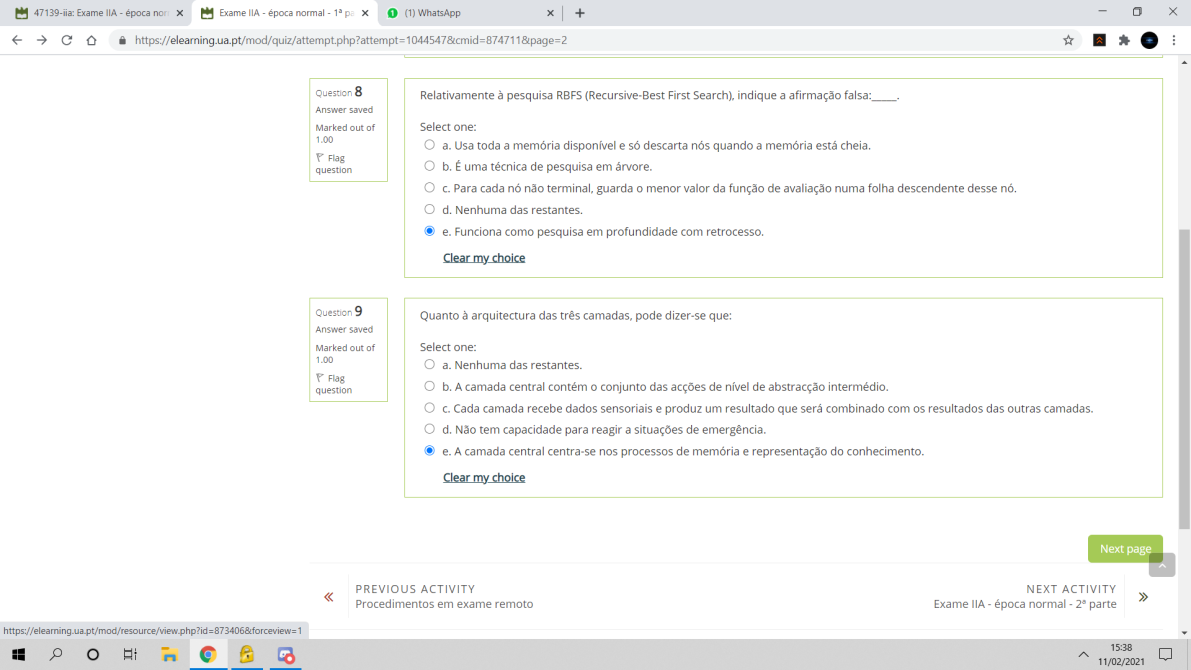 47139-iia: Exame IIA - época nor
Exame IIA - época normal - 1ª pa
(1) WhatsApp
https://elearning.ua.pt/mod/quiz/attempt.php?attempt=1044547&cmid=874711&page=2
Question 8
Answer saved
Marked out of
1.00
Flag
question
Relativamente à pesquisa RBFS (Recursive-Best First Search), indique a afirmação falsa:_____.
Select one:
a. Usa toda a memória disponível e só descarta nós quando a memória está cheia.
b. É uma técnica de pesquisa em árvore.
c. Para cada nó não terminal, guarda o menor valor da função de avaliação numa folha descendente desse nó.
d. Nenhuma das restantes.
e. Funciona como pesquisa em profundidade com retrocesso.
Clear my choice
Question 9
Answer saved
Marked out of
1.00
Flag
question
Quanto à arquitectura das três camadas, pode dizer-se que:
Select one:
a. Nenhuma das restantes.
b. A camada central contém o conjunto das acções de nível de abstracção intermédio.
c. Cada camada recebe dados sensoriais e produz um resultado que será combinado com os resultados das outras camadas.
d. Não tem capacidade para reagir a situações de emergência.
e. A camada central centra-se nos processos de memória e representação do conhecimento.
Clear my choice
Next page
PREVIOUS ACTIVITY
Procedimentos em exame remoto
NEXT ACTIVITY
Exame IIA - época normal - 2ª parte
https://elearning.ua.pt/mod/resource/view.php?id=873406&forceview=1
15:38
11/02/2021